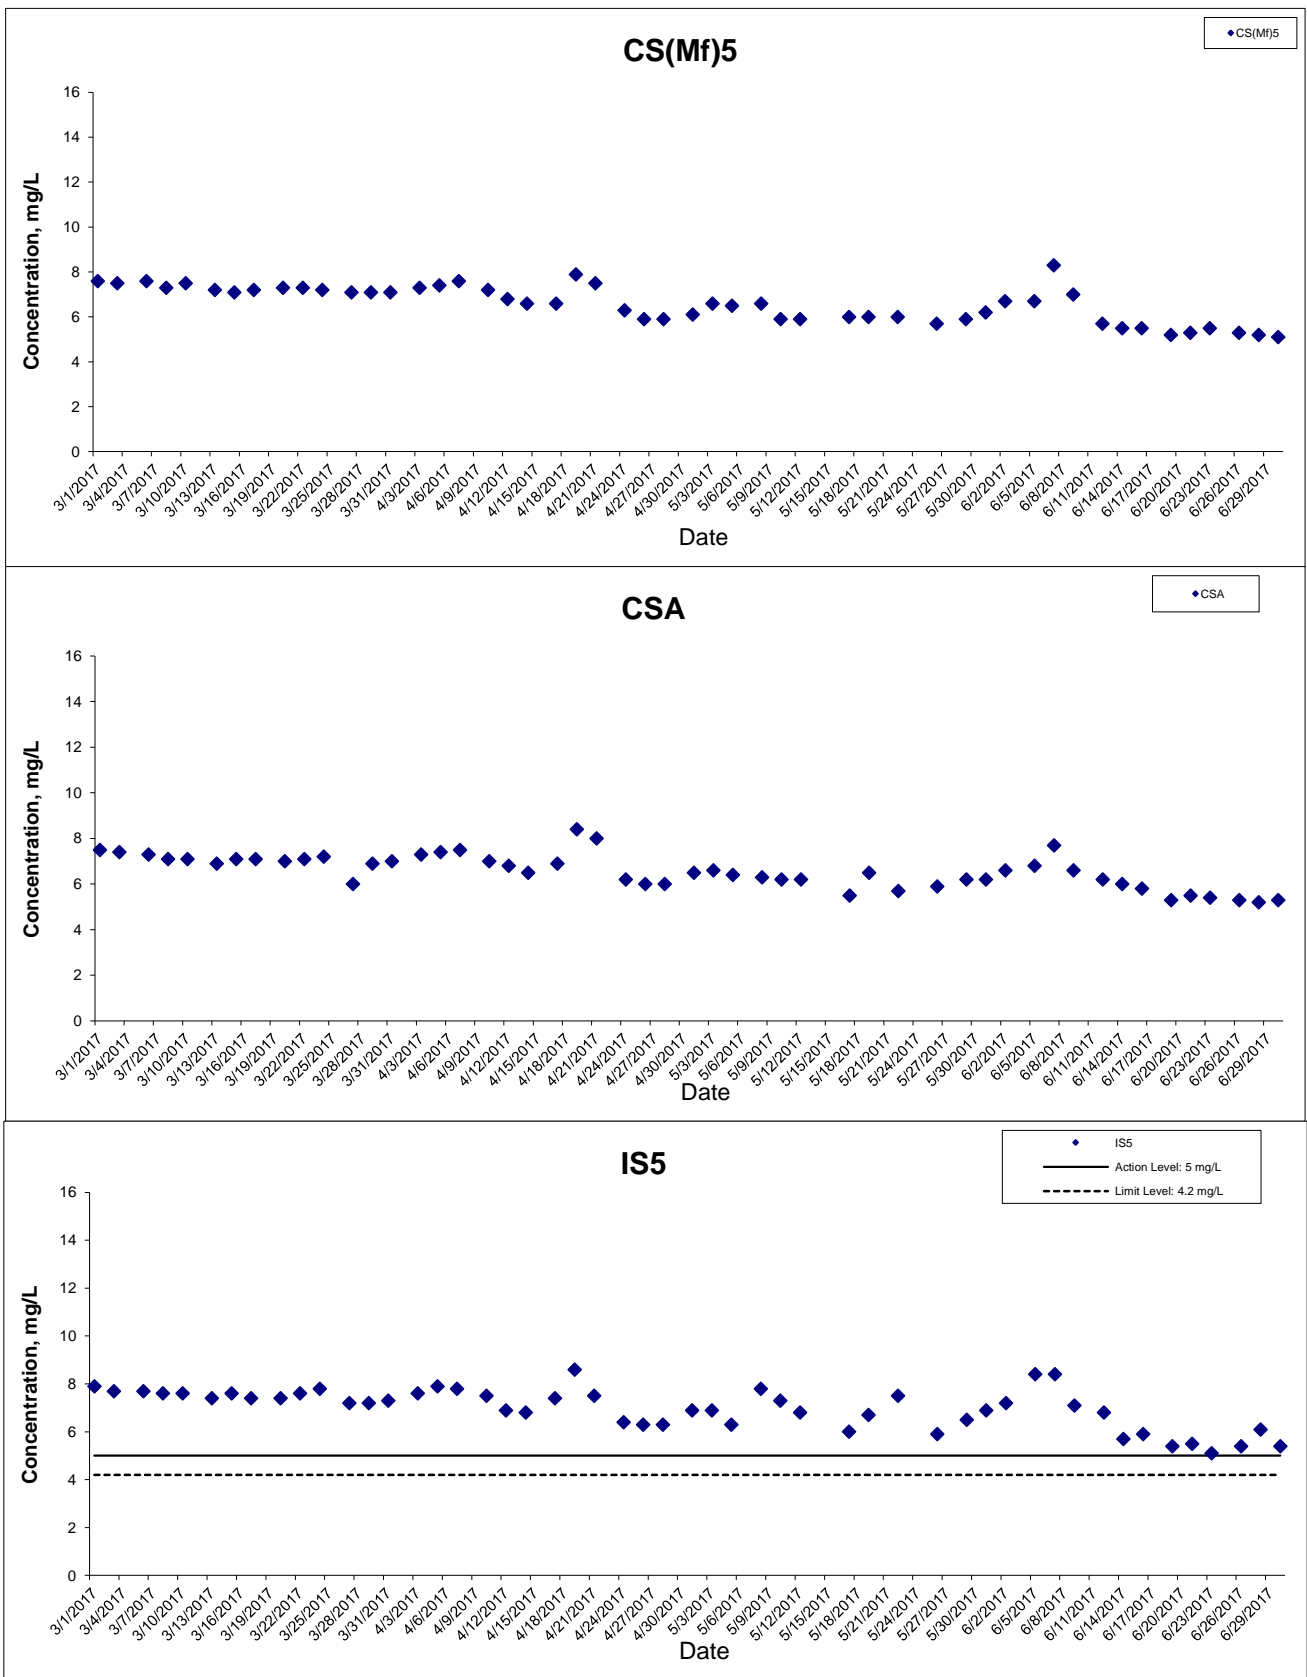 CS(Mf)5
CS(Mf)5
Concentration, mg/L
16
14
12
10
8
6
4
2
0
3/1/2017 3/4/2017 3/7/2017 3/10/2017 3/13/2017 3/16/2017 3/19/2017 3/22/2017 3/25/2017 3/28/2017 3/31/2017 4/3/2017 4/6/2017 4/9/2017 4/12/2017 4/15/2017 4/18/2017 4/21/2017 4/24/2017 4/27/2017 4/30/2017 5/3/2017 5/6/2017 5/9/2017 5/12/2017 5/15/2017 5/18/2017 5/21/2017 5/24/2017 5/27/2017 5/30/2017 6/2/2017 6/5/2017 6/8/2017 6/11/2017 6/14/2017 6/17/2017 6/20/2017 6/23/2017 6/26/2017 6/29/2017
Date
CSA
CSA
Concentration, mg/L
16
14
12
10
8
6
4
2
0
3/1/2017 3/4/2017 3/7/2017 3/10/2017 3/13/2017 3/16/2017 3/19/2017 3/22/2017 3/25/2017 3/28/2017 3/31/2017 4/3/2017 4/6/2017 4/9/2017 4/12/2017 4/15/2017 4/18/2017 4/21/2017 4/24/2017 4/27/2017 4/30/2017 5/3/2017 5/6/2017 5/9/2017 5/12/2017 5/15/2017 5/18/2017 5/21/2017 5/24/2017 5/27/2017 5/30/2017 6/2/2017 6/5/2017 6/8/2017 6/11/2017 6/14/2017 6/17/2017 6/20/2017 6/23/2017 6/26/2017 6/29/2017
Date
IS5
IS5
Action Level: 5 mg/L
Limit Level: 4.2 mg/L
Concentration, mg/L
16
14
12
10
8
6
4
2
0
3/1/2017 3/4/2017 3/7/2017 3/10/2017 3/13/2017 3/16/2017 3/19/2017 3/22/2017 3/25/2017 3/28/2017 3/31/2017 4/3/2017 4/6/2017 4/9/2017 4/12/2017 4/15/2017 4/18/2017 4/21/2017 4/24/2017 4/27/2017 4/30/2017 5/3/2017 5/6/2017 5/9/2017 5/12/2017 5/15/2017 5/18/2017 5/21/2017 5/24/2017 5/27/2017 5/30/2017 6/2/2017 6/5/2017 6/8/2017 6/11/2017 6/14/2017 6/17/2017 6/20/2017 6/23/2017 6/26/2017 6/29/2017
Date